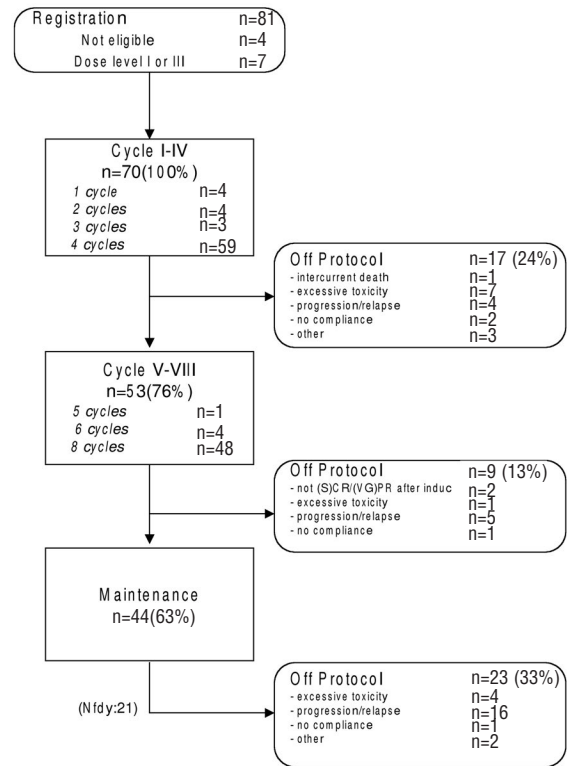 Registration n=81
Not eligible n=4
Dose level I or III n=7
Cycle I-IV
n=70(100%)
1 cycle n=4
2 cycles n=4
3 cycles n=3
4 cycles n=59
Off Protocol n=17 (24%)
- intercurrent death n=1
- excessive toxicity n=7
- progression/relapse n=4
- no compliance n=2
- other n=3
Cycle V-VIII
n=53(76%)
5 cycles n=1
6 cycles n=4
8 cycles n=48
Off Protocol n=9 (13%)
- not (S)CR/(VG)PR after induc n=2
- excessive toxicity n=1
- progression/relapse n=5
- no compliance n=1
Maintenance
n=44(63%)
(Nfdy:21)
Off Protocol n=23 (33%)
- excessive toxicity n=4
- progression/relapse n=16
- no compliance n=1
- other n=2